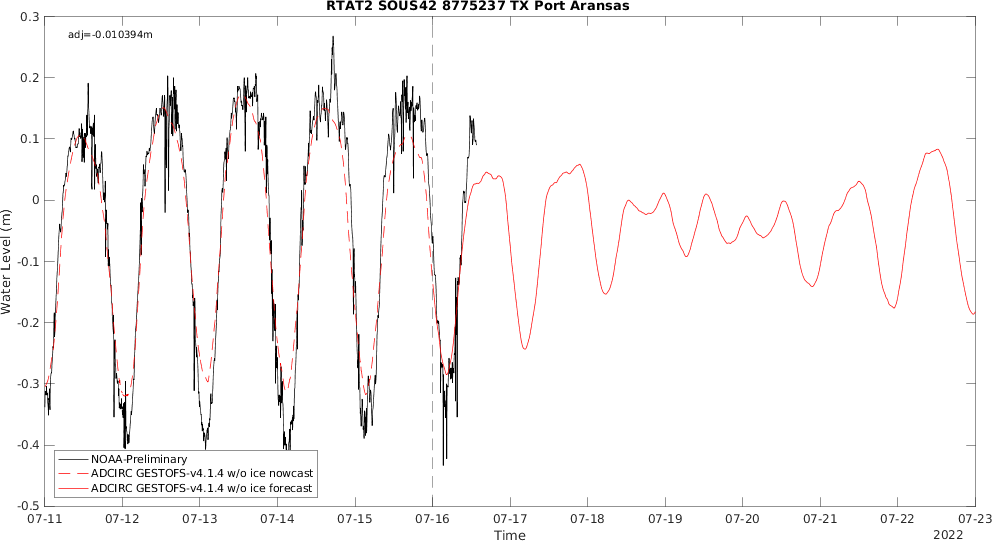 RTAT2 SOUS42 8775237 TX Port Aransas
adj=-0.010394m
0.3
0.2
0.1
0
-0.1
-0.2
-0.3
-0.4
-0.5
Water Level (m)
NOAA-Preliminary
ADCIRC GESTOFS-v4.1.4 w/o ice nowcast
ADCIRC GESTOFS-v4.1.4 w/o ice forecast
07-11 07-12 07-13 07-14 07-15 07-16 07-17 07-18 07-19 07-20 07-21 07-22 07-23
Time
2022